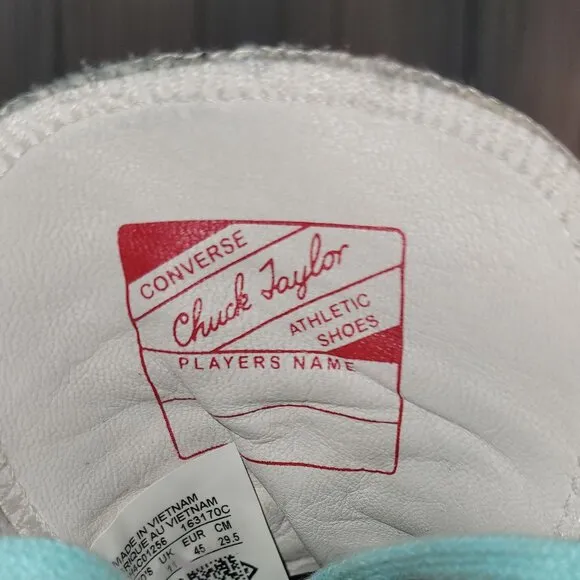 CONVERSE
Chuck Taylor
ATHLETIC
SHOES
PLAYERS NAME
MADE IN VIETNAM
AU VIETNAM
163170C
UK EUR CM
45 29.5